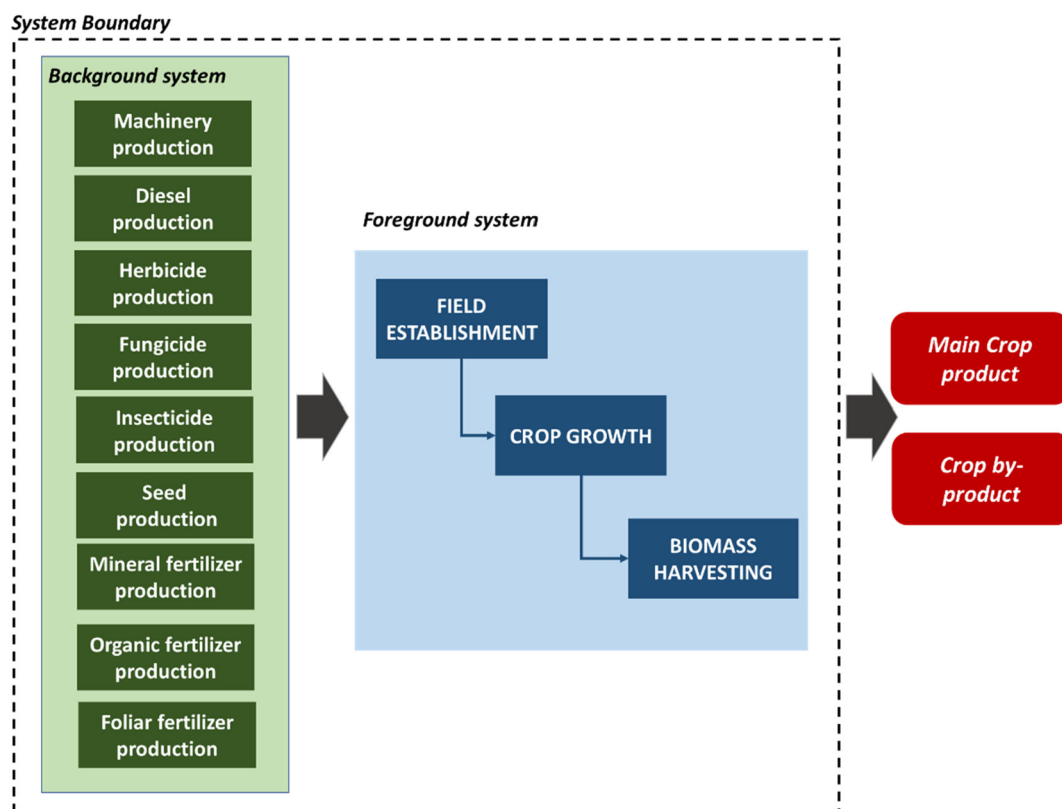 System Boundary
Background system
Machinery
production
Diesel
production
Herbicide
production
Fungicide
production
Insecticide
production
Seed
production
Mineral fertilizer
production
Organic fertilizer
production
Foliar fertilizer
production
Foreground system
FIELD
ESTABLISHMENT
CROP GROWTH
BIOMASS
HARVESTING
Main Crop
product
Crop by-
product